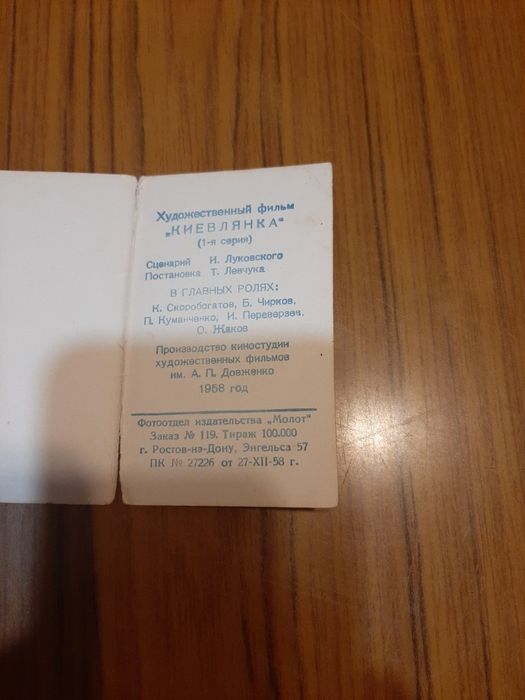 Художественный фильм
„КИЕВЛЯНКА"
(1-я серия)
Сценарий И. Луковского
Постановка Т. Левчука
В ГЛАВНЫХ РОЛЯХ:
К. Скоробогатов, Б. Чирков,
П. Куманченко, И. Переверзев,
О. Жаков
Производство киностудии
художественных фильмов
им. А. П. Довженко
1958 год
Фотоотдел издательства „Молот"
Заказ № 119. Тираж 100.000
г. Ростов-на-Дону, Энгельса 57
ПК № 27226 от 27-XII-58 г.